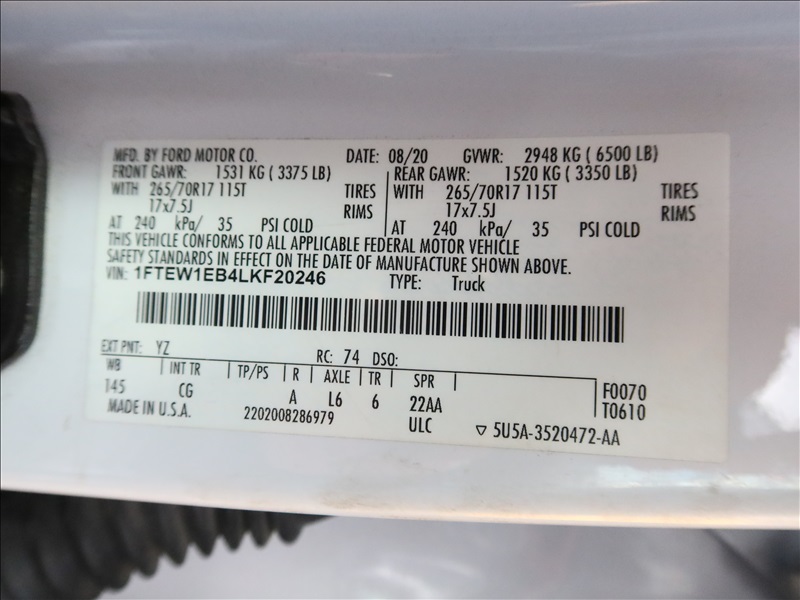 MFD. BY FORD MOTOR CO. DATE: 08/20 GVWR: 2948 KG ( 6500 LB)
FRONT GAWR: 1531 KG ( 3375 LB) REAR GAWR: 1520 KG ( 3350 LB)
WITH 265/70R17 115T TIRES WITH 265/70R17 115T TIRES
17x7.5J RIMS 17x7.5J RIMS
AT 240 kPa/ 35 PSI COLD AT 240 kPa/ 35 PSI COLD
THIS VEHICLE CONFORMS TO ALL APPLICABLE FEDERAL MOTOR VEHICLE
SAFETY STANDARDS IN EFFECT ON THE DATE OF MANUFACTURE SHOWN ABOVE.
VIN: 1FTEW1EB4LKF20246 TYPE: Truck
EXT PNT: YZ RC: 74 DSO:
WB INT TR TP/PS R AXLE TR SPR F0070
145 CG A L6 6 22AA T0610
MADE IN U.S.A. 2202008286979 ULC ▽ 5U5A-3520472-AA